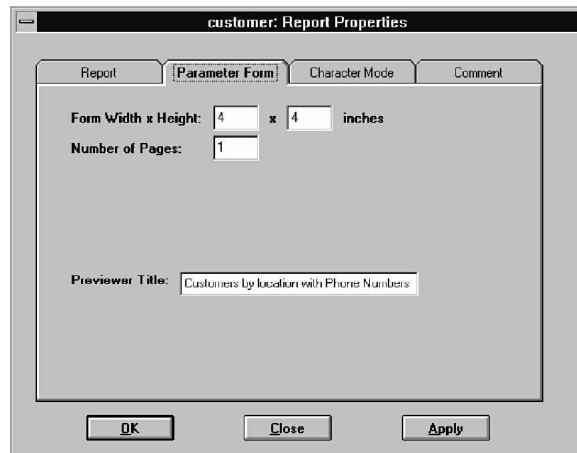 customer: Report Properties
Report Parameter Form Character Mode Comment
Form Width x Height: 4 x 4 inches
Number of Pages: 1
Previewer Title: Customers by location with Phone Numbers
OK Close Apply